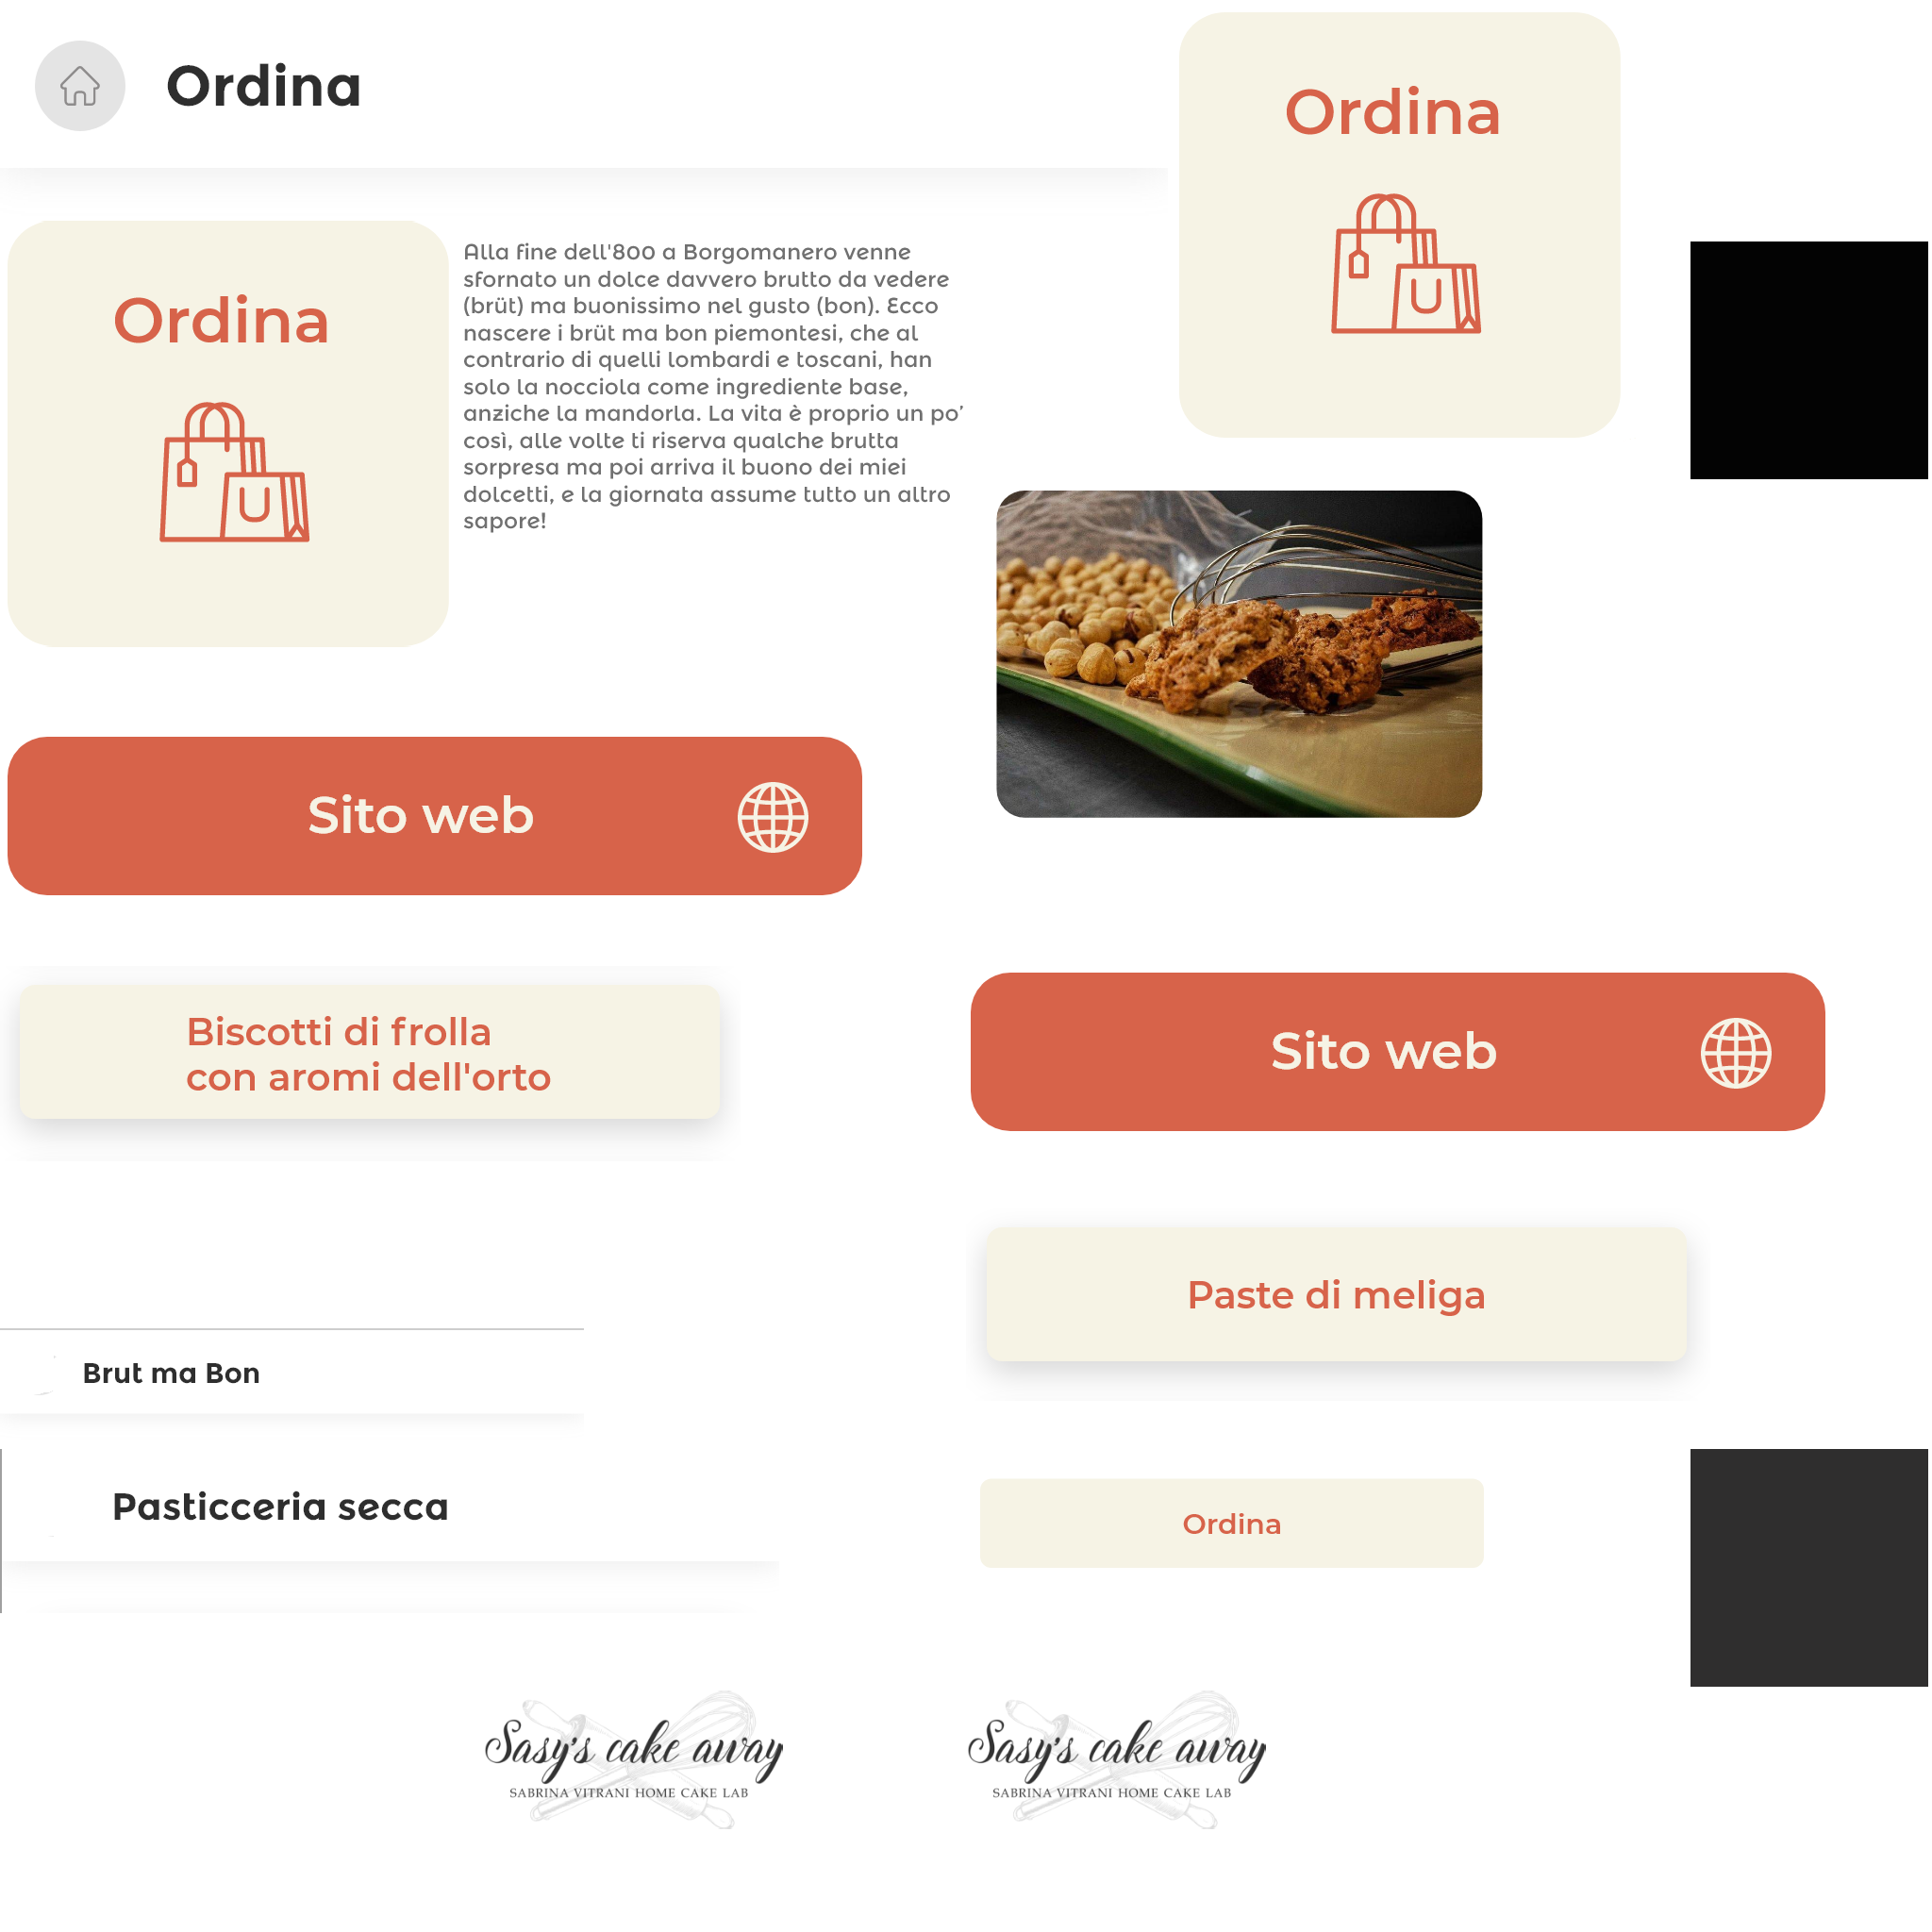 Ordina
Ordina
Ordina
Alla fine dell'800 a Borgomanero venne
sfornato un dolce davvero brutto da vedere
(brüt) ma buonissimo nel gusto (bon). Ecco
nascere i brüt ma bon piemontesi, che al
contrario di quelli lombardi e toscani, han
solo la nocciola come ingrediente base,
anziche la mandorla. La vita è proprio un po’
così, alle volte ti riserva qualche brutta
sorpresa ma poi arriva il buono dei miei
dolcetti, e la giornata assume tutto un altro
sapore!
Sito web
Biscotti di frolla
con aromi dell'orto
Sito web
Paste di meliga
Brut ma Bon
Pasticceria secca
Ordina
Sasy's cake away
SABRINA VITRANI HOME CAKE LAB
Sasy's cake away
SABRINA VITRANI HOME CAKE LAB